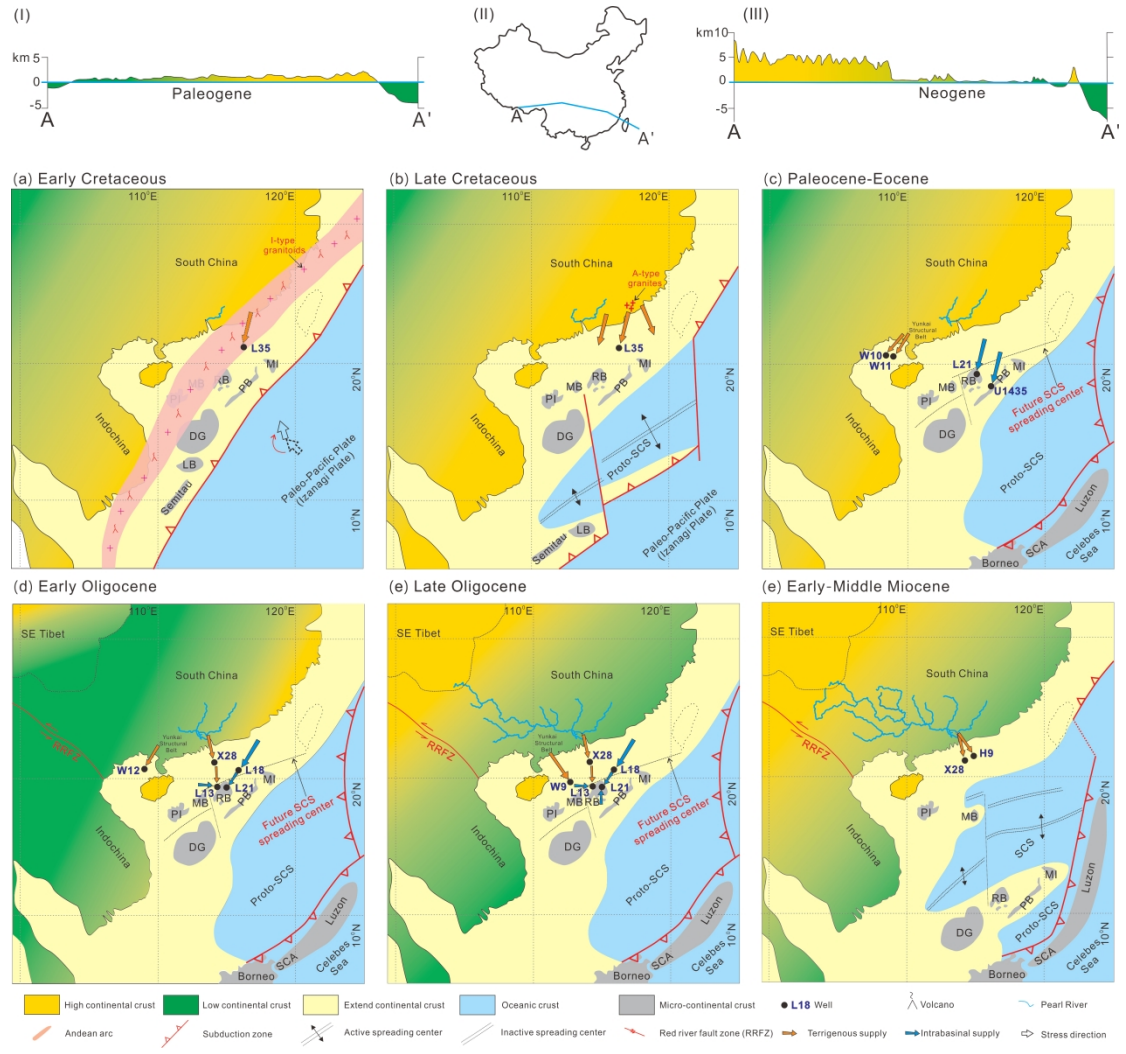 (I)
km 5
0
-5
Paleogene
A
A'
(II)
A
A'
(III)
km10
5
0
-5
Neogene
A
A'
(a) Early Cretaceous
110°E
120°E
I-type
granitoids
South China
L35
MI
RB
MB
PB
PI
20°N
Indochina
DG
LB
Semitau
Paleo-Pacific Plate
(Izanagi Plate)
10°N
(b) Late Cretaceous
110°E
120°E
South China
A-type
granites
L35
MI
RB
MB
PB
PI
20°N
Indochina
DG
Proto-SCS
LB
Semitau
Paleo-Pacific Plate
(Izanagi Plate)
10°N
(c) Paleocene-Eocene
110°E
120°E
South China
Yunkai
Structural
Belt
W10
W11
L21
MI
RB
PB
MB
U1435
PI
20°N
Future SCS
spreading center
Indochina
DG
Proto-SCS
Luzon
10°N
SCA
Celebes
Sea
Borneo
(d) Early Oligocene
110°E
120°E
SE Tibet
South China
RRFZ
Yunkai
Structural
Belt
W12
X28
L18
L13
L21
MI
MB
RB
PB
PI
20°N
Future SCS
spreading center
Indochina
DG
Proto-SCS
Luzon
10°N
SCA
Celebes
Sea
Borneo
(e) Late Oligocene
110°E
120°E
SE Tibet
South China
RRFZ
Yunkai
Structural
Belt
X28
L18
W9
L13
L21
MI
MB
RB
PB
PI
20°N
Future SCS
spreading center
Indochina
DG
Proto-SCS
Luzon
10°N
SCA
Celebes
Sea
Borneo
(e) Early-Middle Miocene
110°E
120°E
SE Tibet
South China
RRFZ
H9
X28
20°N
PI
MB
SCS
Indochina
MI
RB
PB
DG
Proto-SCS
Luzon
10°N
SCA
Celebes
Sea
Borneo
High continental crust
Low continental crust
Extend continental crust
Oceanic crust
Micro-continental crust
L18 Well
Volcano
Pearl River
Andean arc
Subduction zone
Active spreading center
Inactive spreading center
Red river fault zone (RRFZ)
Terrigenous supply
Intrabasinal supply
Stress direction